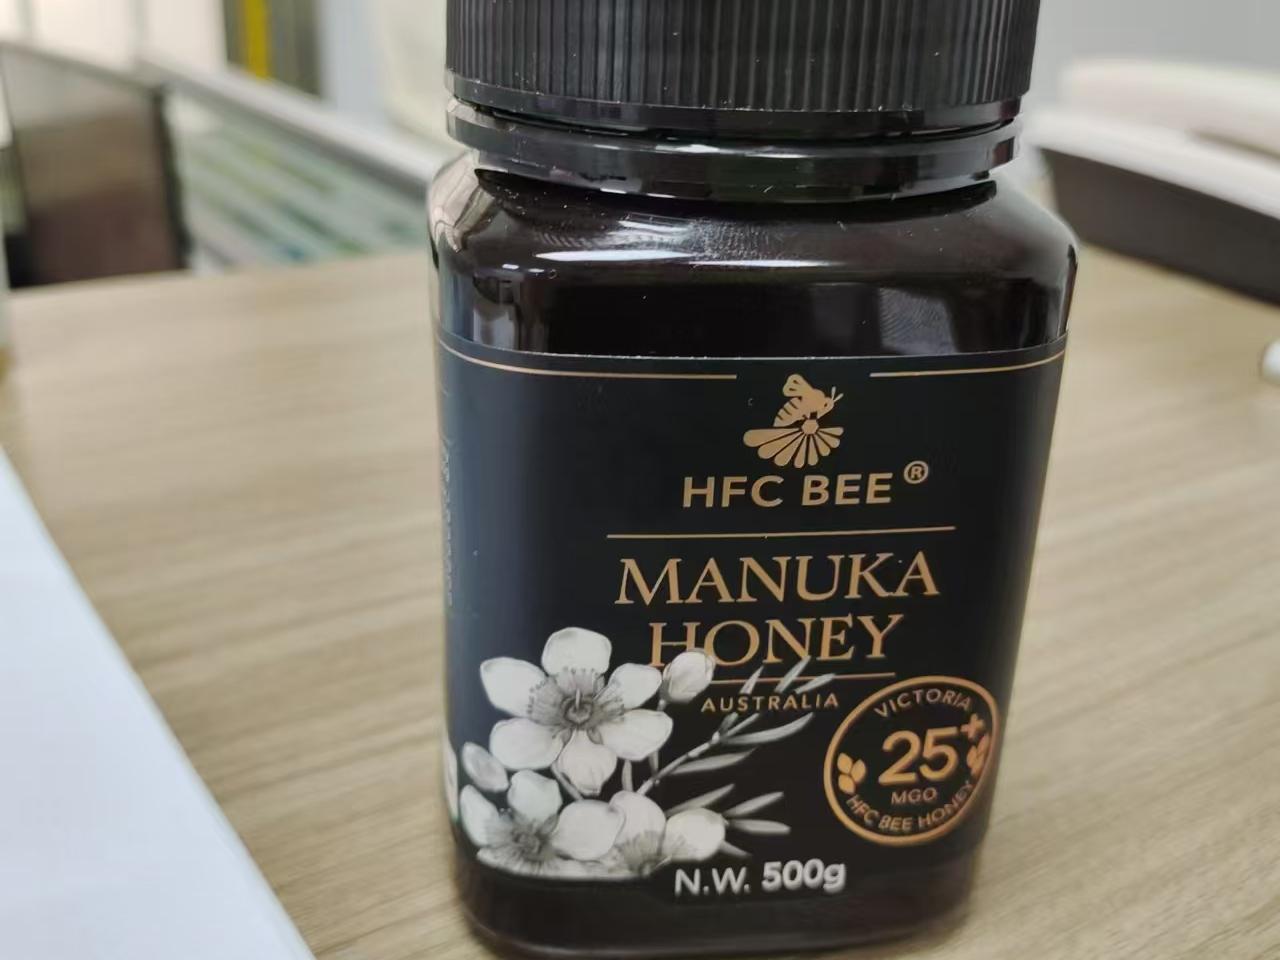 HFC BEE®
MANUKA
HONEY
AUSTRALIA
VICTORIA
25+
MGO
HFC BEE HONEY
N.W. 500g